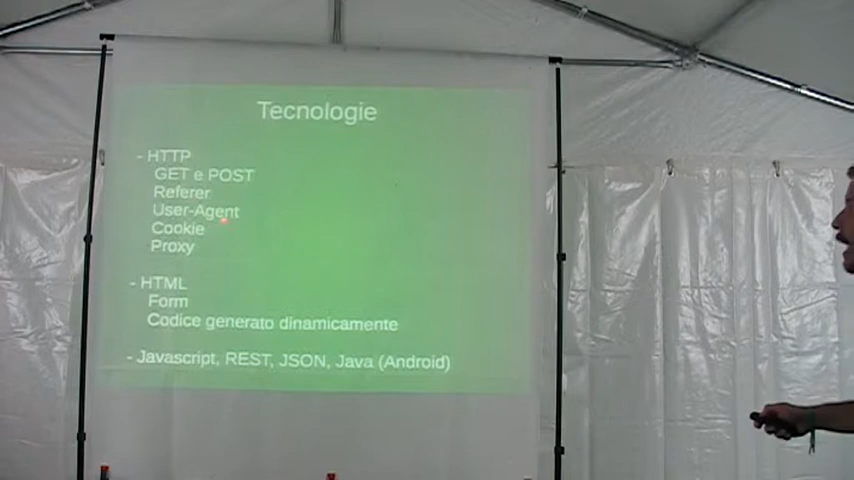 Tecnologie
- HTTP
GET e POST
Referer
User-Agent
Cookie
Proxy
- HTML
Form
Codice generato dinamicamente
- Javascript, REST, JSON, Java (Android)